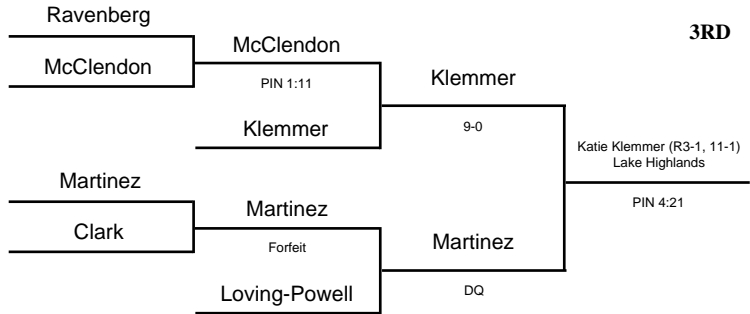 Ravenberg
McClendon
McClendon
PIN 1:11
Klemmer
Klemmer
9-0
Martinez
Clark
Martinez
Forfeit
Loving-Powell
Martinez
DQ
3RD
Katie Klemmer (R3-1, 11-1)
Lake Highlands
PIN 4:21